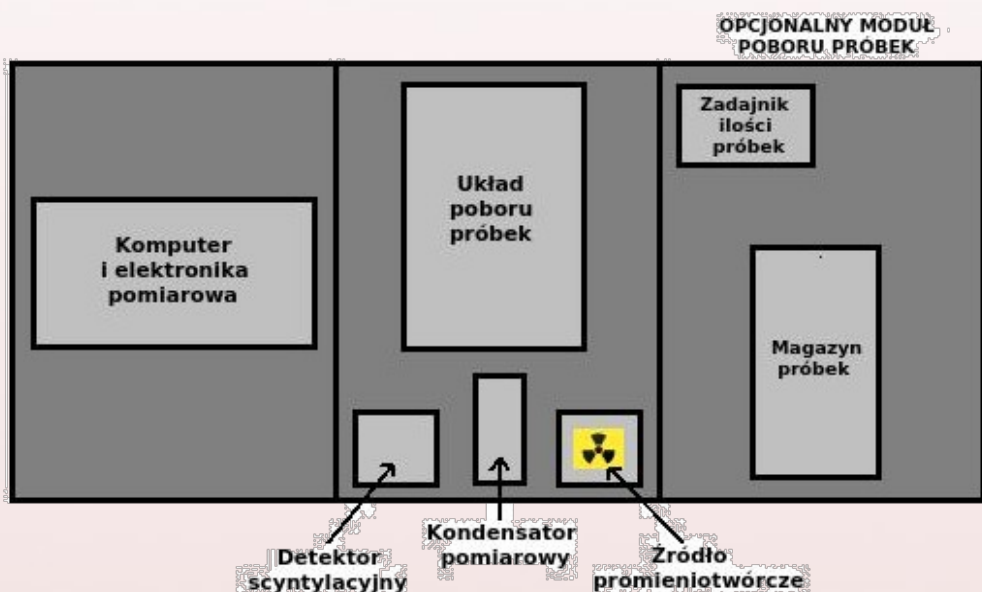 OPCJONALNY MODUŁ
POBORU PRÓBEK
Komputer
i elektronika
pomiarowa
Układ
poboru
próbek
Zadajnik
ilości
próbek
Magazyn
próbek
Detektor
scyntylacyjny
Kondensator
pomiarowy
Źródło
promieniotwórcze